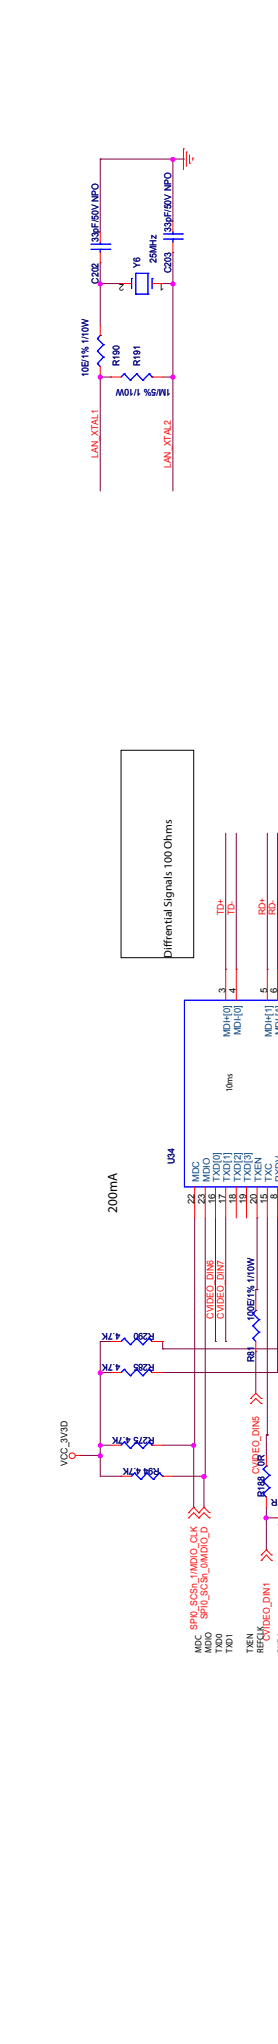 33pF/50V NPO
C202
33pF/50V NPO
C203
Y6
25MHz
2
1
10E/1% 1/10W
R190
R191
1M/5% 1/10W
LAN_XTAL1
LAN_XTAL2
Diffrential Signals 100 Ohms
TD+
TD-
RD+
RD-
3
4
5
6
MDI+[0]
MDI-[0]
MDI+[1]
10ms
U34
MDC
MDIO
TXD[0]
TXD[1]
TXD[2]
TXD[3]
TXEN
TXC
22
23
16
17
18
19
20
15
8
200mA
CVIDEO_DIN6
CVIDEO_DIN7
100E/1% 1/10W
R81
R290
4.7K
R285
4.7K
R275
4.7K
R94
4.7K
VCC_3V3D
CVIDEO_DIN5
0R
R188
CVIDEO_DIN1
SPI0_SCSn_1/MDIO_CLK
SPI0_SCSn_0/MDIO_D
MDC
MDIO
TXD0
TXD1
TXEN
REFCLK